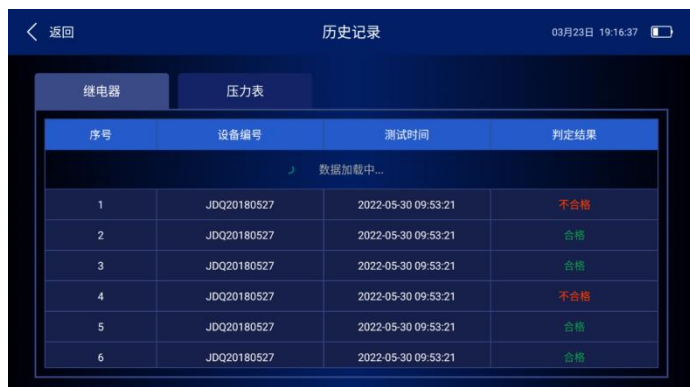 返回 历史记录 03月23日 19:16:37
继电器 压力表
序号 设备编号 测试时间 判定结果
数据加载中...
1 JDQ20180527 2022-05-30 09:53:21 不合格
2 JDQ20180527 2022-05-30 09:53:21 合格
3 JDQ20180527 2022-05-30 09:53:21 合格
4 JDQ20180527 2022-05-30 09:53:21 不合格
5 JDQ20180527 2022-05-30 09:53:21 合格
6 JDQ20180527 2022-05-30 09:53:21 合格